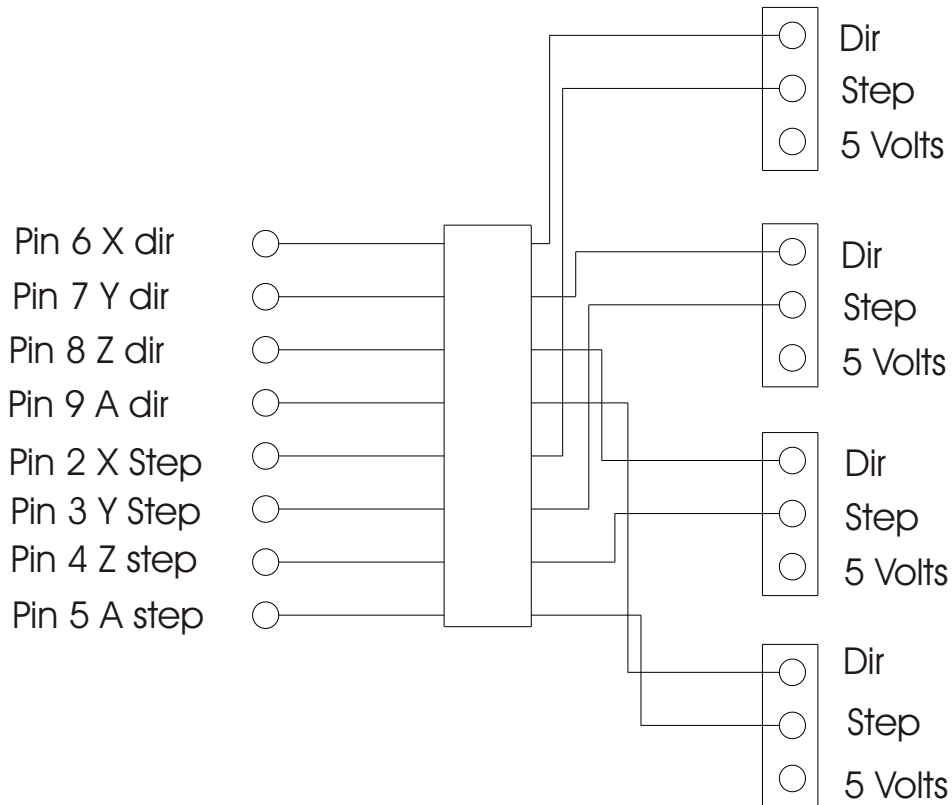 Dir
Step
5 Volts
Pin 6 X dir
Pin 7 Y dir
Pin 8 Z dir
Pin 9 A dir
Pin 2 X Step
Pin 3 Y Step
Pin 4 Z step
Pin 5 A step
Dir
Step
5 Volts
Dir
Step
5 Volts
Dir
Step
5 Volts